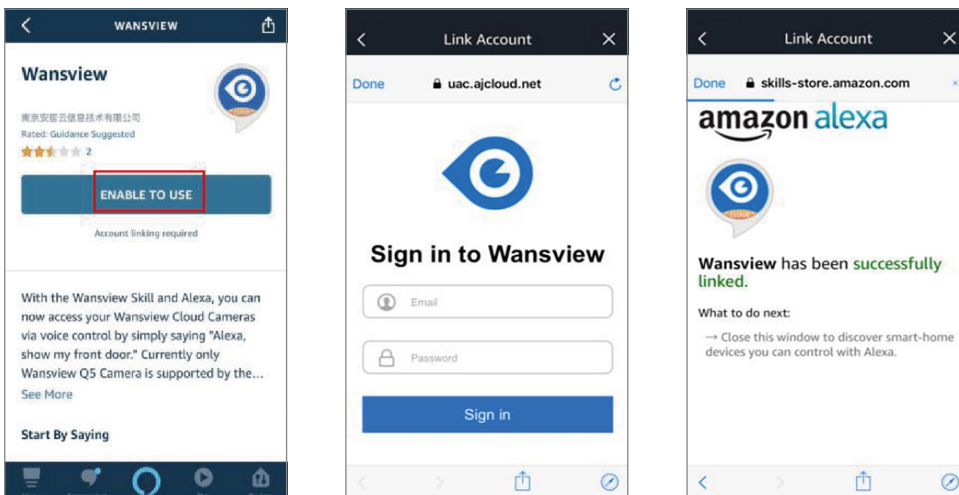 WANSVIEW
Wansview
南京安居云信息技术有限公司
Rated: Guidance Suggested
2
ENABLE TO USE
Account linking required
With the Wansview Skill and Alexa, you can
now access your Wansview Cloud Cameras
via voice control by simply saying "Alexa,
show my front door." Currently only
Wansview Q5 Camera is supported by the...
See More
Start By Saying
Link Account
Done
uac.ajcloud.net
Sign in to Wansview
Email
Password
Sign in
Link Account
Done
skills-store.amazon.com
amazon alexa
CLOUD
Wansview has been successfully
linked.
What to do next:
→ Close this window to discover smart-home
devices you can control with Alexa.